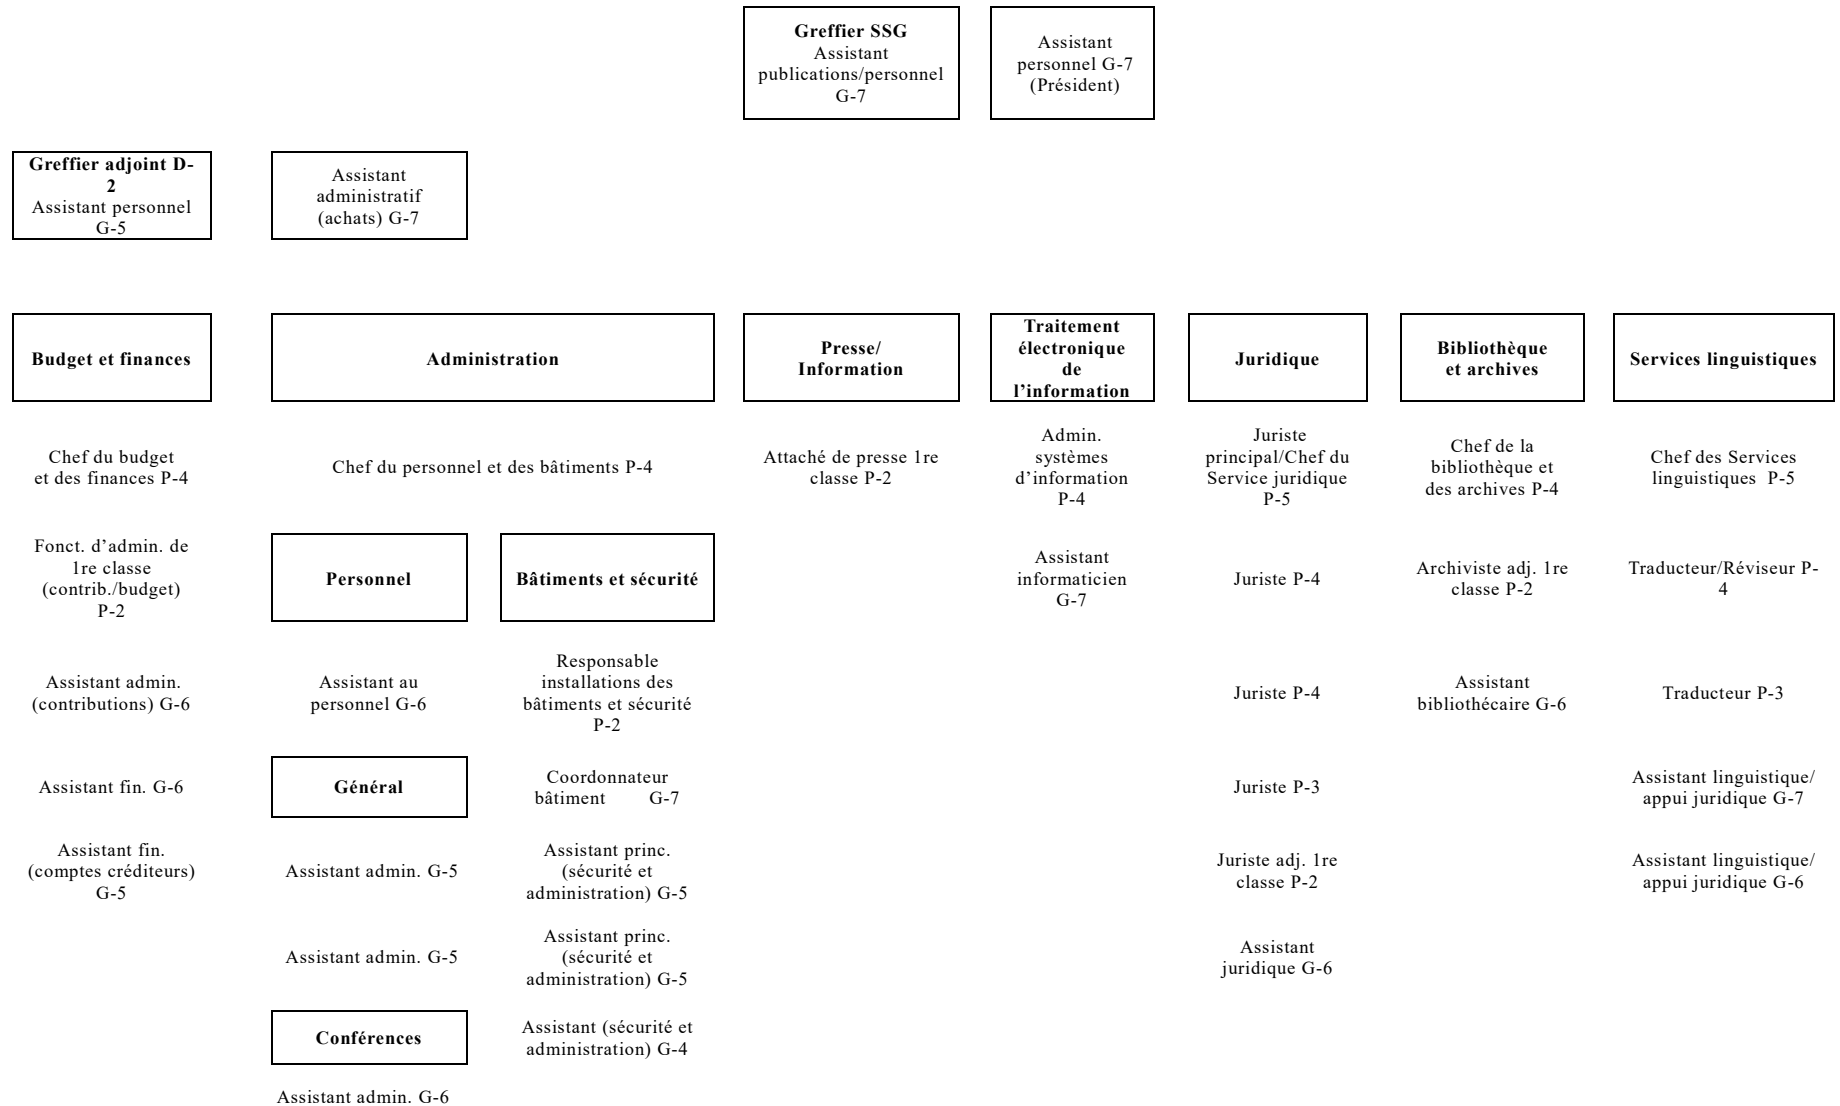 Greffier SSG
Assistant
publications/personnel
G-7
Assistant
personnel G-7
(Président)
Greffier adjoint D-
2
Assistant personnel
G-5
Assistant
administratif
(achats) G-7
Budget et finances
Administration
Presse/
Information
Traitement
électronique
de
l’information
Juridique
Bibliothèque
et archives
Services linguistiques
Chef du budget
et des finances P-4
Chef du personnel et des bâtiments P-4
Attaché de presse 1re
classe P-2
Admin.
systèmes
d’information
P-4
Juriste
principal/Chef du
Service juridique
P-5
Chef de la
bibliothèque et
des archives P-4
Chef des Services
linguistiques P-5
Fonct. d’admin. de
1re classe
(contrib./budget)
P-2
Personnel
Bâtiments et sécurité
Assistant
informaticien
G-7
Juriste P-4
Archiviste adj. 1re
classe P-2
Traducteur/Réviseur P-
4
Assistant admin.
(contributions) G-6
Assistant au
personnel G-6
Responsable
installations des
bâtiments et sécurité
P-2
Juriste P-4
Assistant
bibliothécaire G-6
Traducteur P-3
Assistant fin. G-6
Général
Coordonnateur
bâtiment G-7
Juriste P-3
Assistant linguistique/
appui juridique G-7
Assistant fin.
(comptes créditeurs)
G-5
Assistant admin. G-5
Assistant princ.
(sécurité et
administration) G-5
Juriste adj. 1re
classe P-2
Assistant linguistique/
appui juridique G-6
Assistant admin. G-5
Assistant princ.
(sécurité et
administration) G-5
Assistant
juridique G-6
Conférences
Assistant (sécurité et
administration) G-4
Assistant admin. G-6